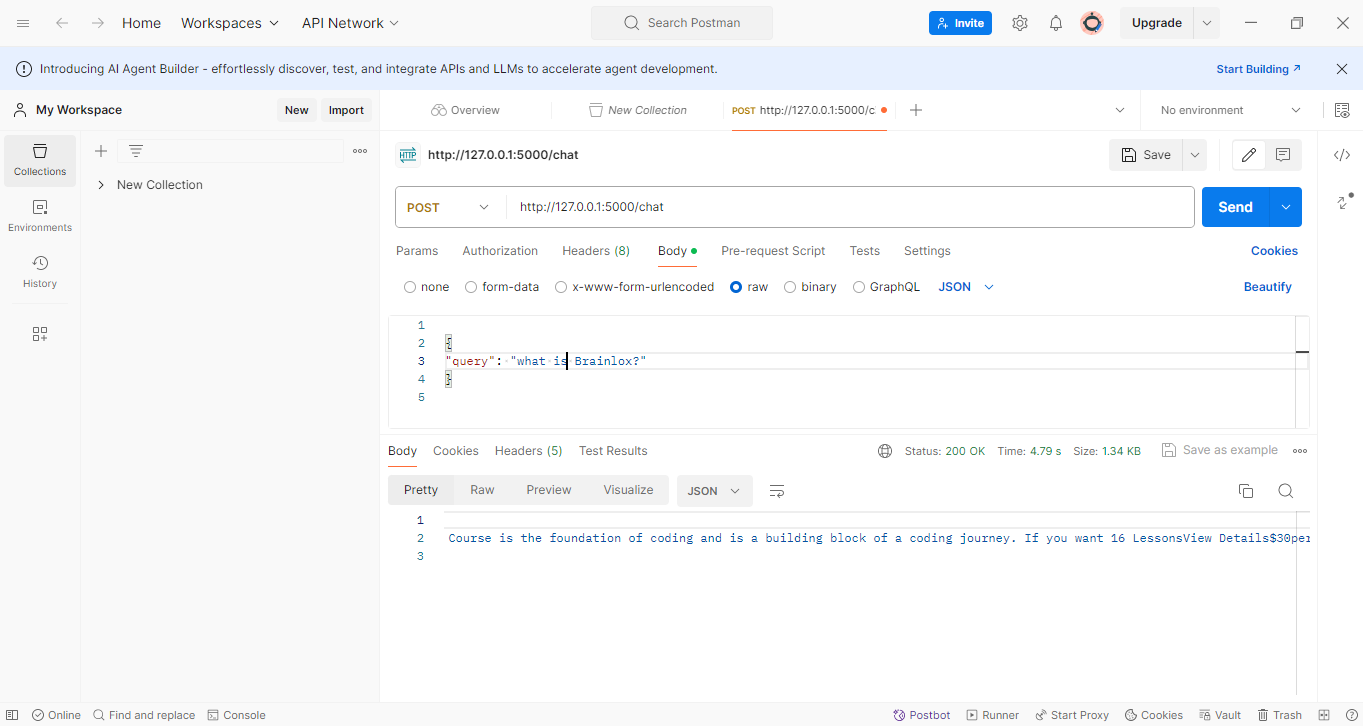 Home Workspaces API Network Search Postman Invite Upgrade
Introducing AI Agent Builder - effortlessly discover, test, and integrate APIs and LLMs to accelerate agent development. Start Building ↗
My Workspace New Import Overview New Collection POST http://127.0.0.1:5000/c No environment
HTTP http://127.0.0.1:5000/chat Save
Collections
New Collection
POST http://127.0.0.1:5000/chat Send
Environments
Params Authorization Headers (8) Body Pre-request Script Tests Settings Cookies
History
none form-data x-www-form-urlencoded raw binary GraphQL JSON Beautify
1
2 {
3 "query": "what is Brainlox?"
4 }
5
Body Cookies Headers (5) Test Results Status: 200 OK Time: 4.79 s Size: 1.34 KB Save as example
Pretty Raw Preview Visualize JSON
1
2 Course is the foundation of coding and is a building block of a coding journey. If you want 16 LessonsView Details$30per
3
Online Find and replace Console Postbot Runner Start Proxy Cookies Vault Trash